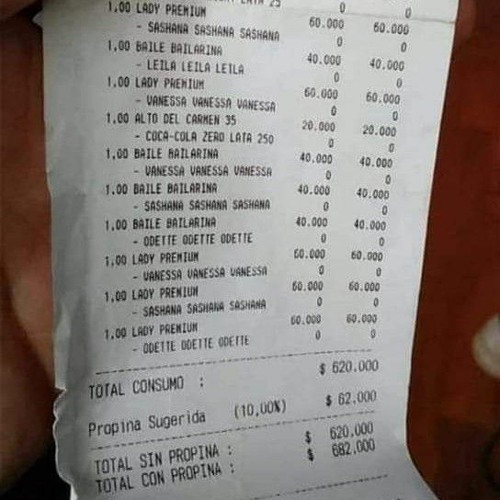 LATA 25 0 0
1,00 LADY PREMIUM 60.000 60.000
- SASHANA SASHANA SASHANA 0 0
1,00 BAILE BAILARINA 40.000 40.000
- LEILA LEILA LEILA 0 0
1,00 LADY PREMIUM 60.000 60.000
- VANESSA VANESSA VANESSA 0 0
1,00 ALTO DEL CARMEN 35 20.000 20.000
- COCA-COLA ZERO LATA 250 0 0
1,00 BAILE BAILARINA 40.000 40.000
- VANESSA VANESSA VANESSA 0 0
1,00 BAILE BAILARINA 40.000 40.000
- SASHANA SASHANA SASHANA 0 0
1,00 BAILE BAILARINA 40.000 40.000
- ODETTE ODETTE ODETTE 0 0
1,00 LADY PREMIUM 60.000 60.000
- VANESSA VANESSA VANESSA 0 0
1,00 LADY PREMIUM 60.000 60.000
- SASHANA SASHANA SASHANA 0 0
1,00 LADY PREMIUM 60.000 60.000
- ODETTE ODETTE ODETTE 0 0
TOTAL CONSUMO : $ 620.000
Propina Sugerida (10,00%) $ 62.000
TOTAL SIN PROPINA : $ 620.000
TOTAL CON PROPINA : $ 682.000